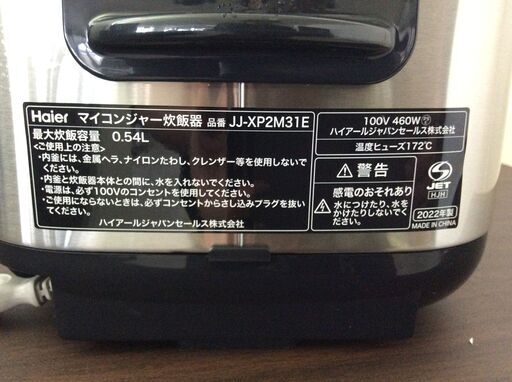 Haier マイコンジャー炊飯器 品番 JJ-XP2M31E
最大炊飯容量 0.54L
<ご使用上の注意>
・内釜には、金属ヘラ、ナイロンたわし、クレンザー等を使用しないでください。
・内釜と炊飯器本体との間に、水を入れないでください。
・電源は、必ず100Vのコンセントを使用してください。
・ご使用にならないときは、必ずコンセントからさし込みプラグを抜いてください。
ハイアールジャパンセールス株式会社
100V 460W
ハイアールジャパンセールス株式会社
温度ヒューズ172℃
警告
感電のおそれあり
水につけたり、水をかけたりしないでください。
JET
HJH
2022年製
MADE IN CHINA